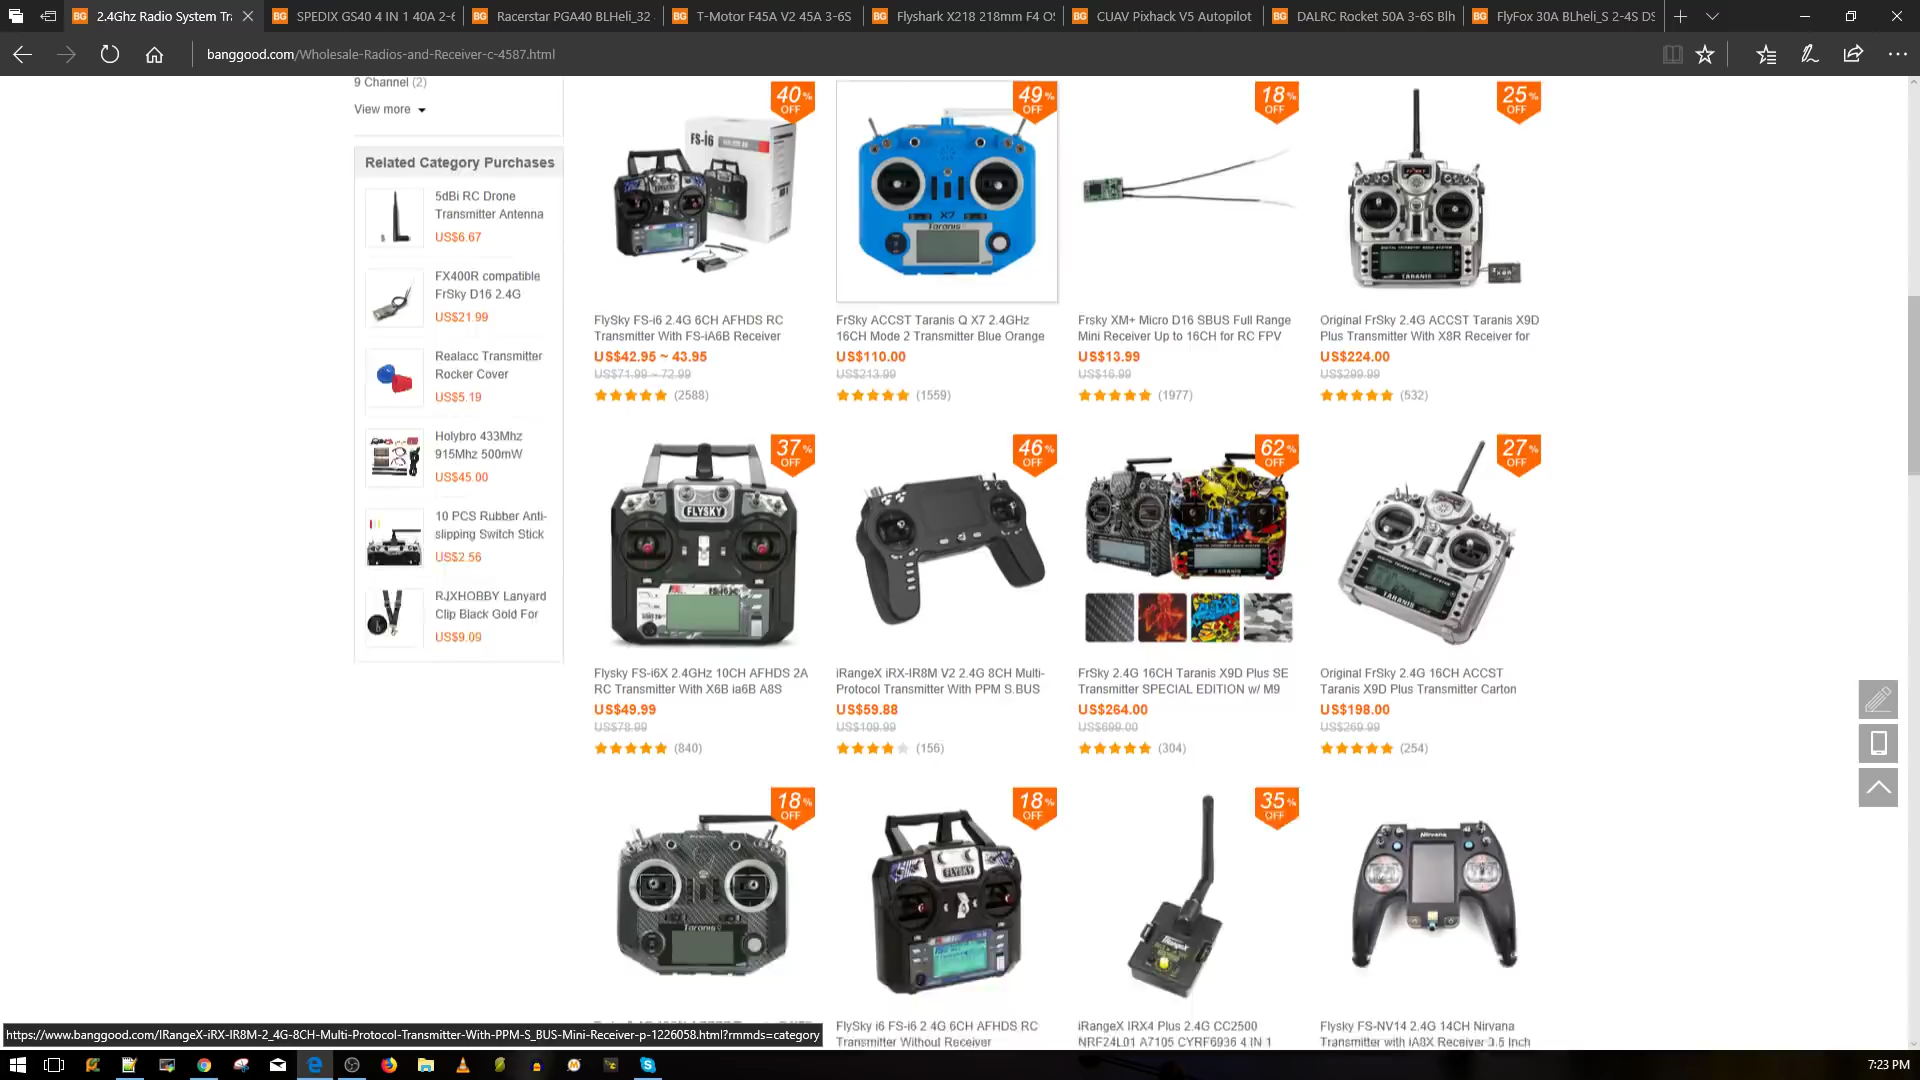 2.4Ghz Radio System Tra
SPEDIX GS40 4 IN 1 40A 2-6
Racerstar PGA40 BLHeli_32
T-Motor F45A V2 45A 3-6S
Flyshark X218 218mm F4 OS
CUAV Pixhack V5 Autopilot
DALRC Rocket 50A 3-6S Blh
FlyFox 30A BLheli_S 2-4S DS
banggood.com/Wholesale-Radios-and-Receiver-c-4587.html
9 Channel (2)
View more
Related Category Purchases
5dBi RC Drone
Transmitter Antenna
US$6.67
FX400R compatible
FrSky D16 2.4G
US$21.99
Realacc Transmitter
Rocker Cover
US$5.19
Holybro 433Mhz
915Mhz 500mW
US$45.00
10 PCS Rubber Anti-
slipping Switch Stick
US$2.56
RJXHOBBY Lanyard
Clip Black Gold For
US$9.09
40% OFF
FS-i6
FlySky FS-i6 2.4G 6CH AFHDS RC
Transmitter With FS-iA6B Receiver
US$42.95 ~ 43.95
US$71.99 ~ 72.99
(2588)
49% OFF
X7
Taranis
FrSky ACCST Taranis Q X7 2.4GHz
16CH Mode 2 Transmitter Blue Orange
US$110.00
US$213.99
(1559)
18% OFF
Frsky XM+ Micro D16 SBUS Full Range
Mini Receiver Up to 16CH for RC FPV
US$13.99
US$16.99
(1977)
25% OFF
DIGITAL TELEMETRY RADIO SYSTEM
TARANIS
Original FrSky 2.4G ACCST Taranis X9D
Plus Transmitter With X8R Receiver for
US$224.00
US$299.99
(532)
37% OFF
FLYSKY
Flysky FS-i6X 2.4GHz 10CH AFHDS 2A
RC Transmitter With X6B ia6B A8S
US$49.99
US$78.99
(840)
46% OFF
iRangeX iRX-IR8M V2 2.4G 8CH Multi-
Protocol Transmitter With PPM S.BUS
US$59.88
US$109.99
(156)
62% OFF
TARANIS
FrSky 2.4G 16CH Taranis X9D Plus SE
Transmitter SPECIAL EDITION w/ M9
US$264.00
US$699.00
(304)
27% OFF
TARANIS
Original FrSky 2.4G 16CH ACCST
Taranis X9D Plus Transmitter Carton
US$198.00
US$269.99
(254)
18% OFF
Taranis
18% OFF
FLYSKY
FlySky i6 FS-i6 2.4G 6CH AFHDS RC
Transmitter Without Receiver
35% OFF
iRangeX IRX4 Plus 2.4G CC2500
NRF24L01 A7105 CYRF6936 4 IN 1
Nirvana
Flysky FS-NV14 2.4G 14CH Nirvana
Transmitter with iA8X Receiver 3.5 Inch
https://www.banggood.com/IRangeX-iRX-IR8M-2_4G-8CH-Multi-Protocol-Transmitter-With-PPM-S_BUS-Mini-Receiver-p-1226058.html?rmmds=category
7:23 PM